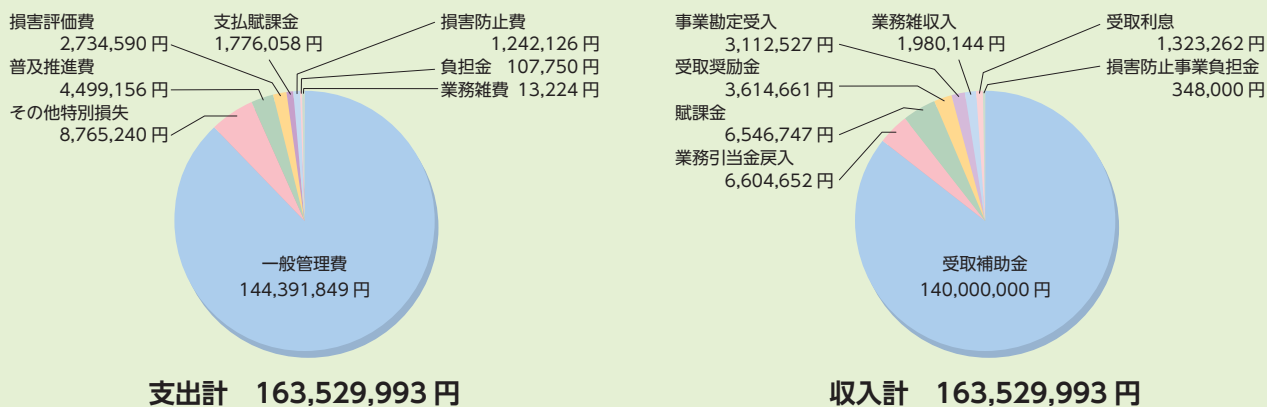 損害評価費
2,734,590 円
普及推進費
4,499,156 円
その他特別損失
8,765,240 円
支払賦課金
1,776,058 円
損害防止費
1,242,126 円
負担金 107,750 円
業務雑費 13,224 円
一般管理費
144,391,849 円
支出計 163,529,993 円
事業勘定受入
3,112,527 円
受取奨励金
3,614,661 円
賦課金
6,546,747 円
業務引当金戻入
6,604,652 円
業務雑収入
1,980,144 円
受取利息
1,323,262 円
損害防止事業負担金
348,000 円
受取補助金
140,000,000 円
収入計 163,529,993 円